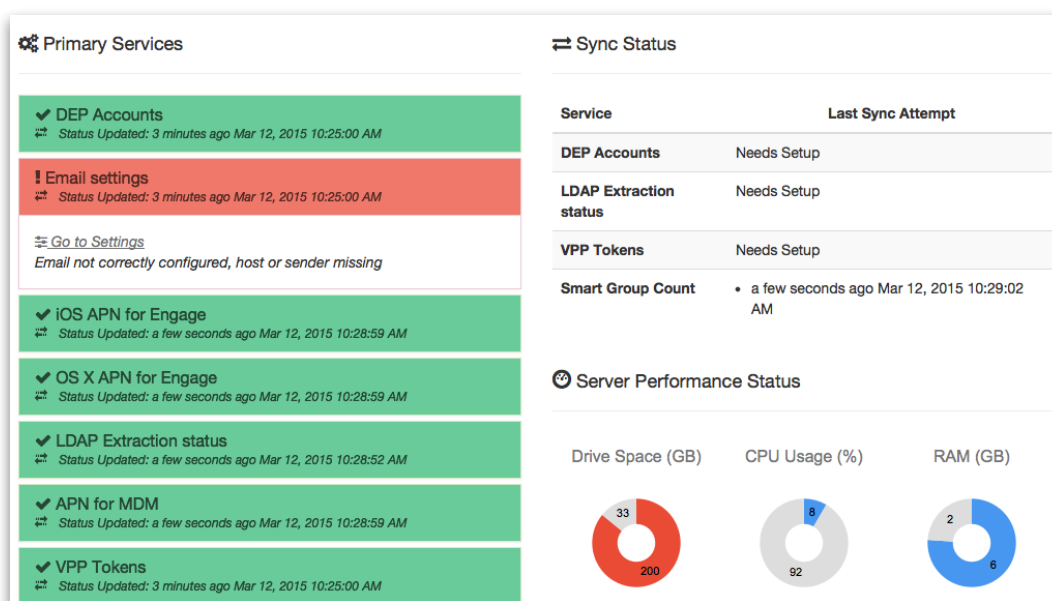 Primary Services
DEP Accounts
Status Updated: 3 minutes ago Mar 12, 2015 10:25:00 AM
Email settings
Status Updated: 3 minutes ago Mar 12, 2015 10:25:00 AM
Go to Settings
Email not correctly configured, host or sender missing
iOS APN for Engage
Status Updated: a few seconds ago Mar 12, 2015 10:28:59 AM
OS X APN for Engage
Status Updated: a few seconds ago Mar 12, 2015 10:28:59 AM
LDAP Extraction status
Status Updated: a few seconds ago Mar 12, 2015 10:28:52 AM
APN for MDM
Status Updated: a few seconds ago Mar 12, 2015 10:28:59 AM
VPP Tokens
Status Updated: 3 minutes ago Mar 12, 2015 10:25:00 AM
Sync Status
Service Last Sync Attempt
DEP Accounts Needs Setup
LDAP Extraction Needs Setup
status
VPP Tokens Needs Setup
Smart Group Count • a few seconds ago Mar 12, 2015 10:29:02
AM
Server Performance Status
Drive Space (GB) CPU Usage (%) RAM (GB)
33 8 2
200 92 6